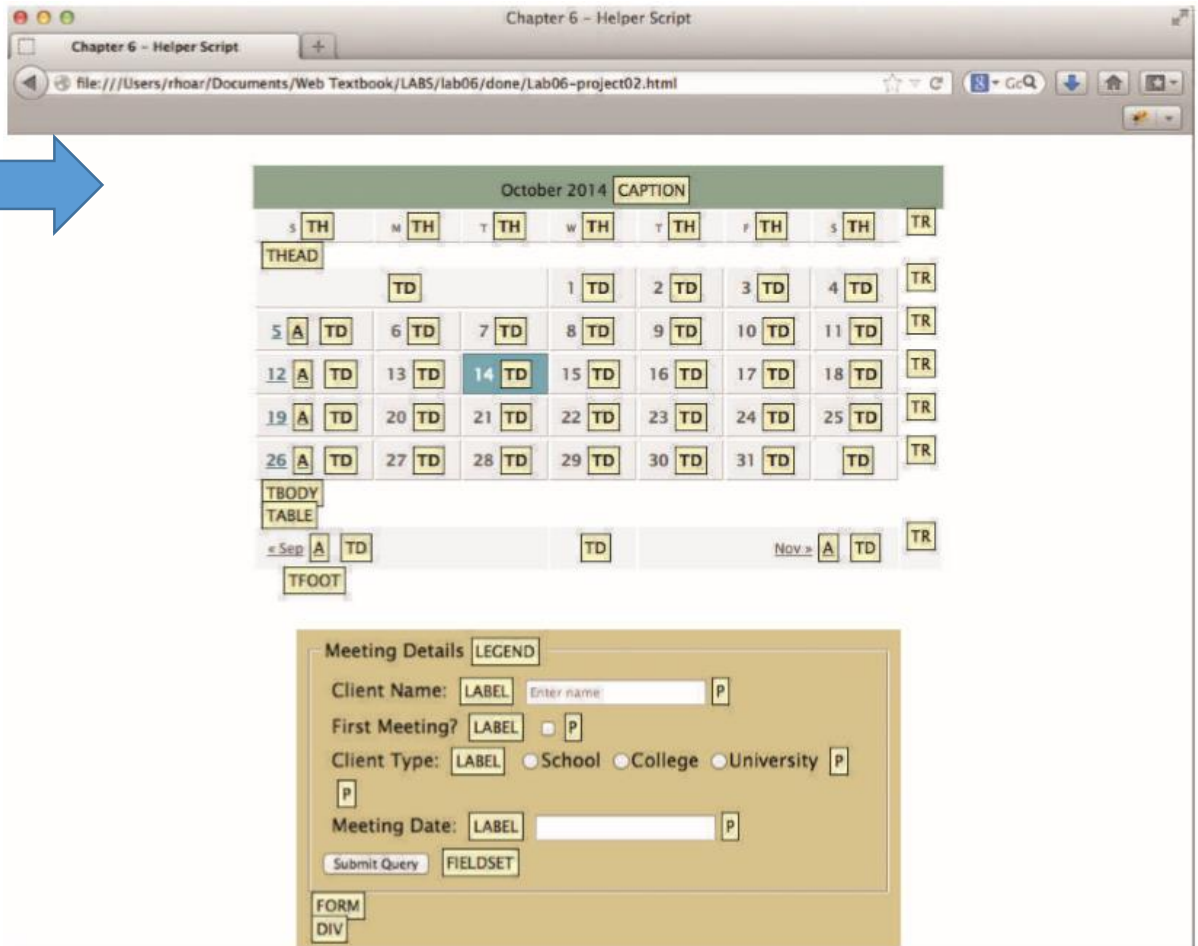 Chapter 6 – Helper Script
Chapter 6 – Helper Script
file:///Users/rhoar/Documents/Web Textbook/LABS/lab06/done/Lab06-project02.html
October 2014 CAPTION
S TH M TH T TH W TH T TH F TH S TH TR
THEAD
TD 1 TD 2 TD 3 TD 4 TD TR
5 A TD 6 TD 7 TD 8 TD 9 TD 10 TD 11 TD TR
12 A TD 13 TD 14 TD 15 TD 16 TD 17 TD 18 TD TR
19 A TD 20 TD 21 TD 22 TD 23 TD 24 TD 25 TD TR
26 A TD 27 TD 28 TD 29 TD 30 TD 31 TD TD TR
TBODY
TABLE
« Sep A TD TD Nov » A TD TR
TFOOT
Meeting Details LEGEND
Client Name: LABEL Enter name P
First Meeting? LABEL P
Client Type: LABEL School College University P
P
Meeting Date: LABEL P
Submit Query FIELDSET
FORM
DIV